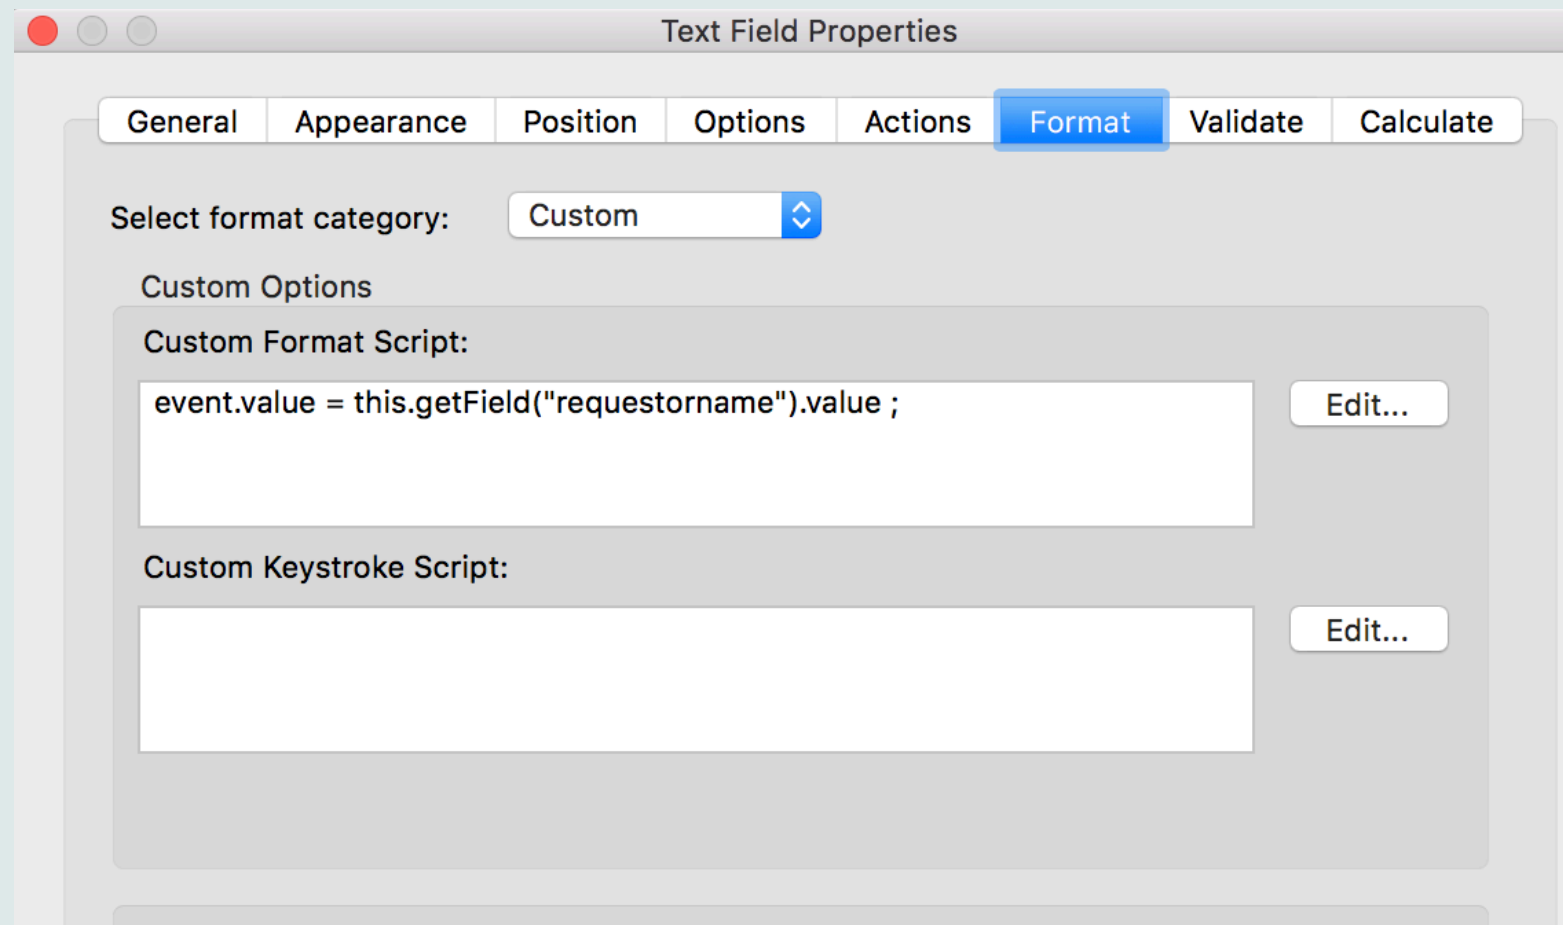 Text Field Properties
General Appearance Position Options Actions Format Validate Calculate
Select format category: Custom
Custom Options
Custom Format Script:
event.value = this.getField("requestorname").value ;
Edit...
Custom Keystroke Script:
Edit...